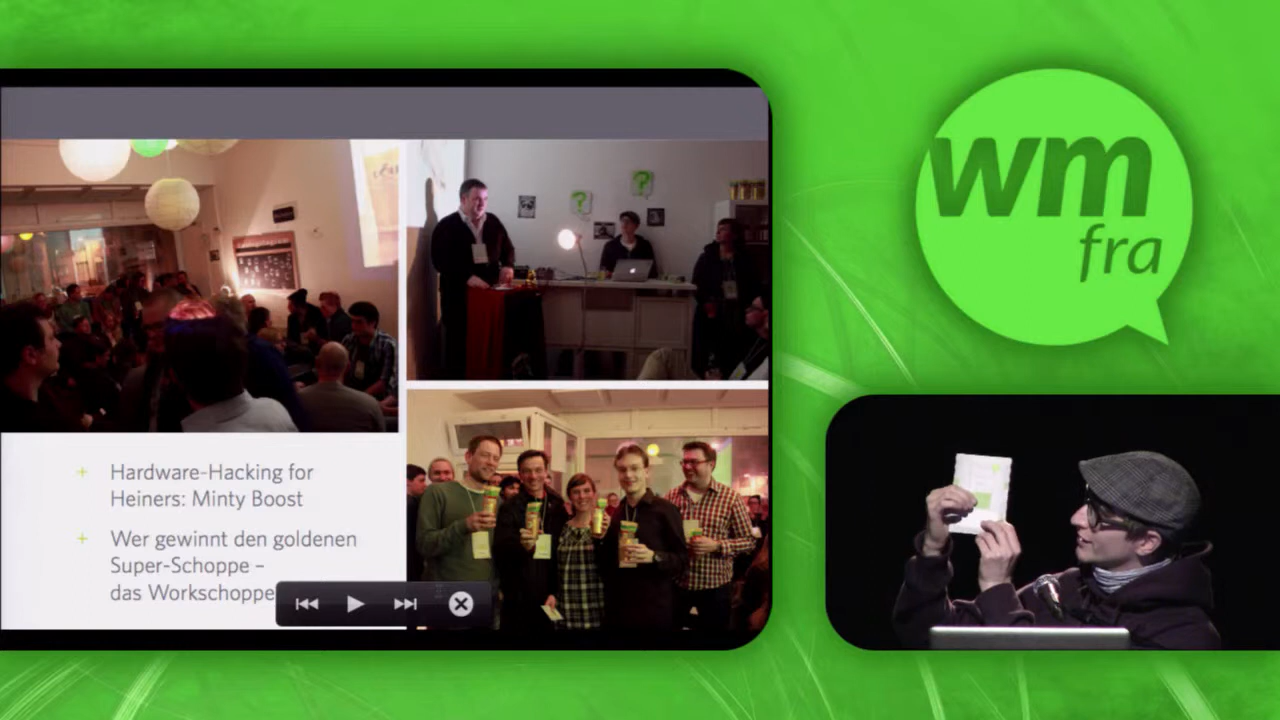 Hardware-Hacking for
Heiners: Minty Boost
Wer gewinnt den goldenen
Super-Schoppe –
das Workschoppe
wm
fra
?
?